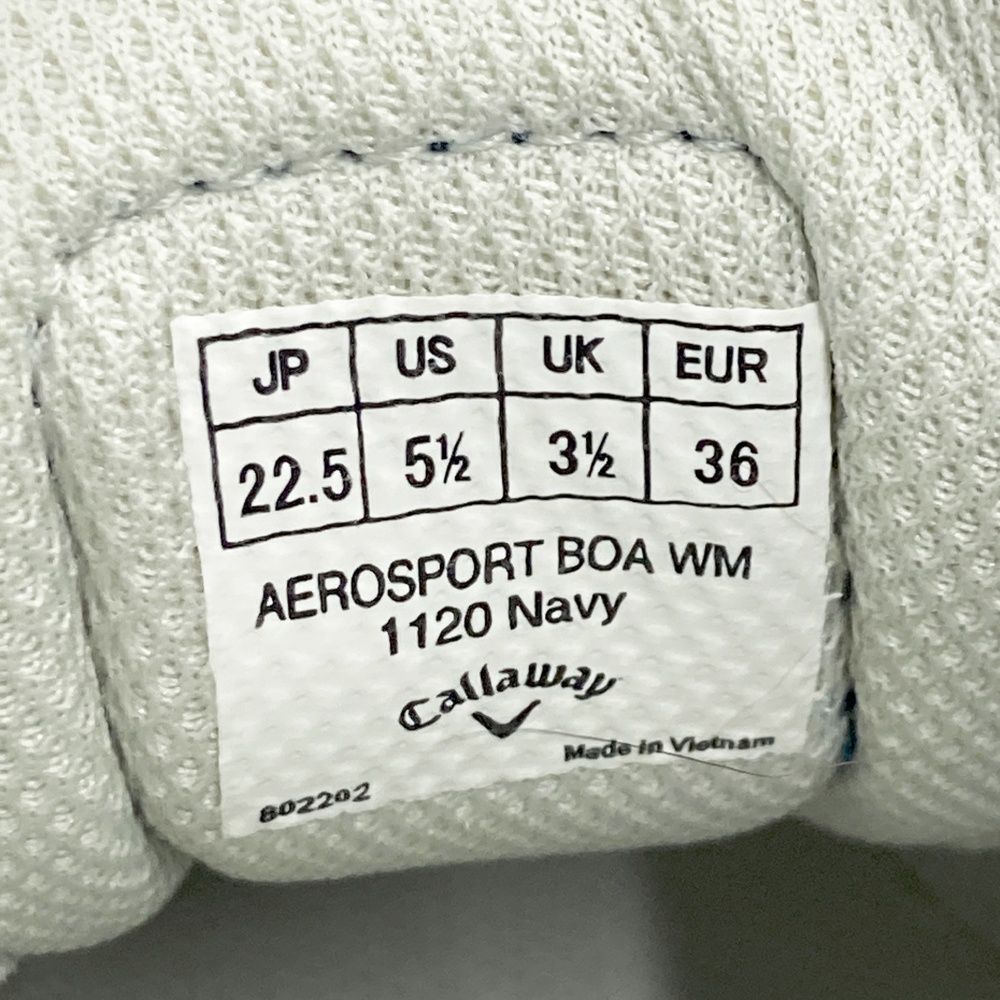 JP US UK EUR
22.5 5½ 3½ 36
AEROSPORT BOA WM
1120 Navy
Callaway
Made in Vietnam
802202